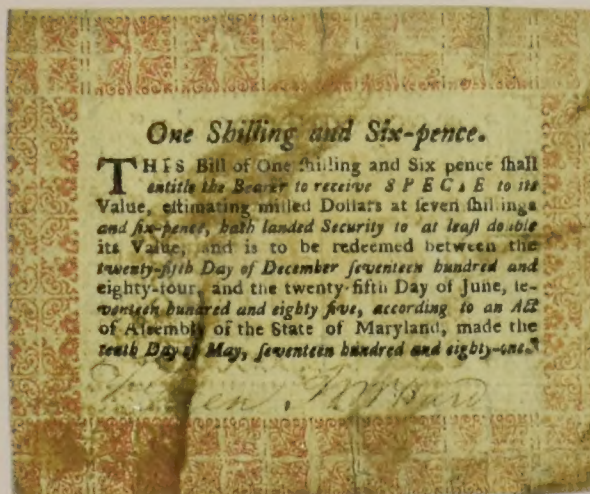 One Shilling and Six-pence.
THIS Bill of One ſhilling and Six pence ſhall
entitle the Bearer to receive SPECIE to its
Value, eſtimating milled Dollars at ſeven ſhillings
and ſix-pence, hath landed Security to at leaſt double
its Value, and is to be redeemed between the
twenty-fifth Day of December ſeventeen hundred and
eighty-four, and the twenty-fifth Day of June, ſe-
venteen hundred and eighty five, according to an Act
of Aſſembly of the State of Maryland, made the
tenth Day of May, ſeventeen hundred and eighty-one.